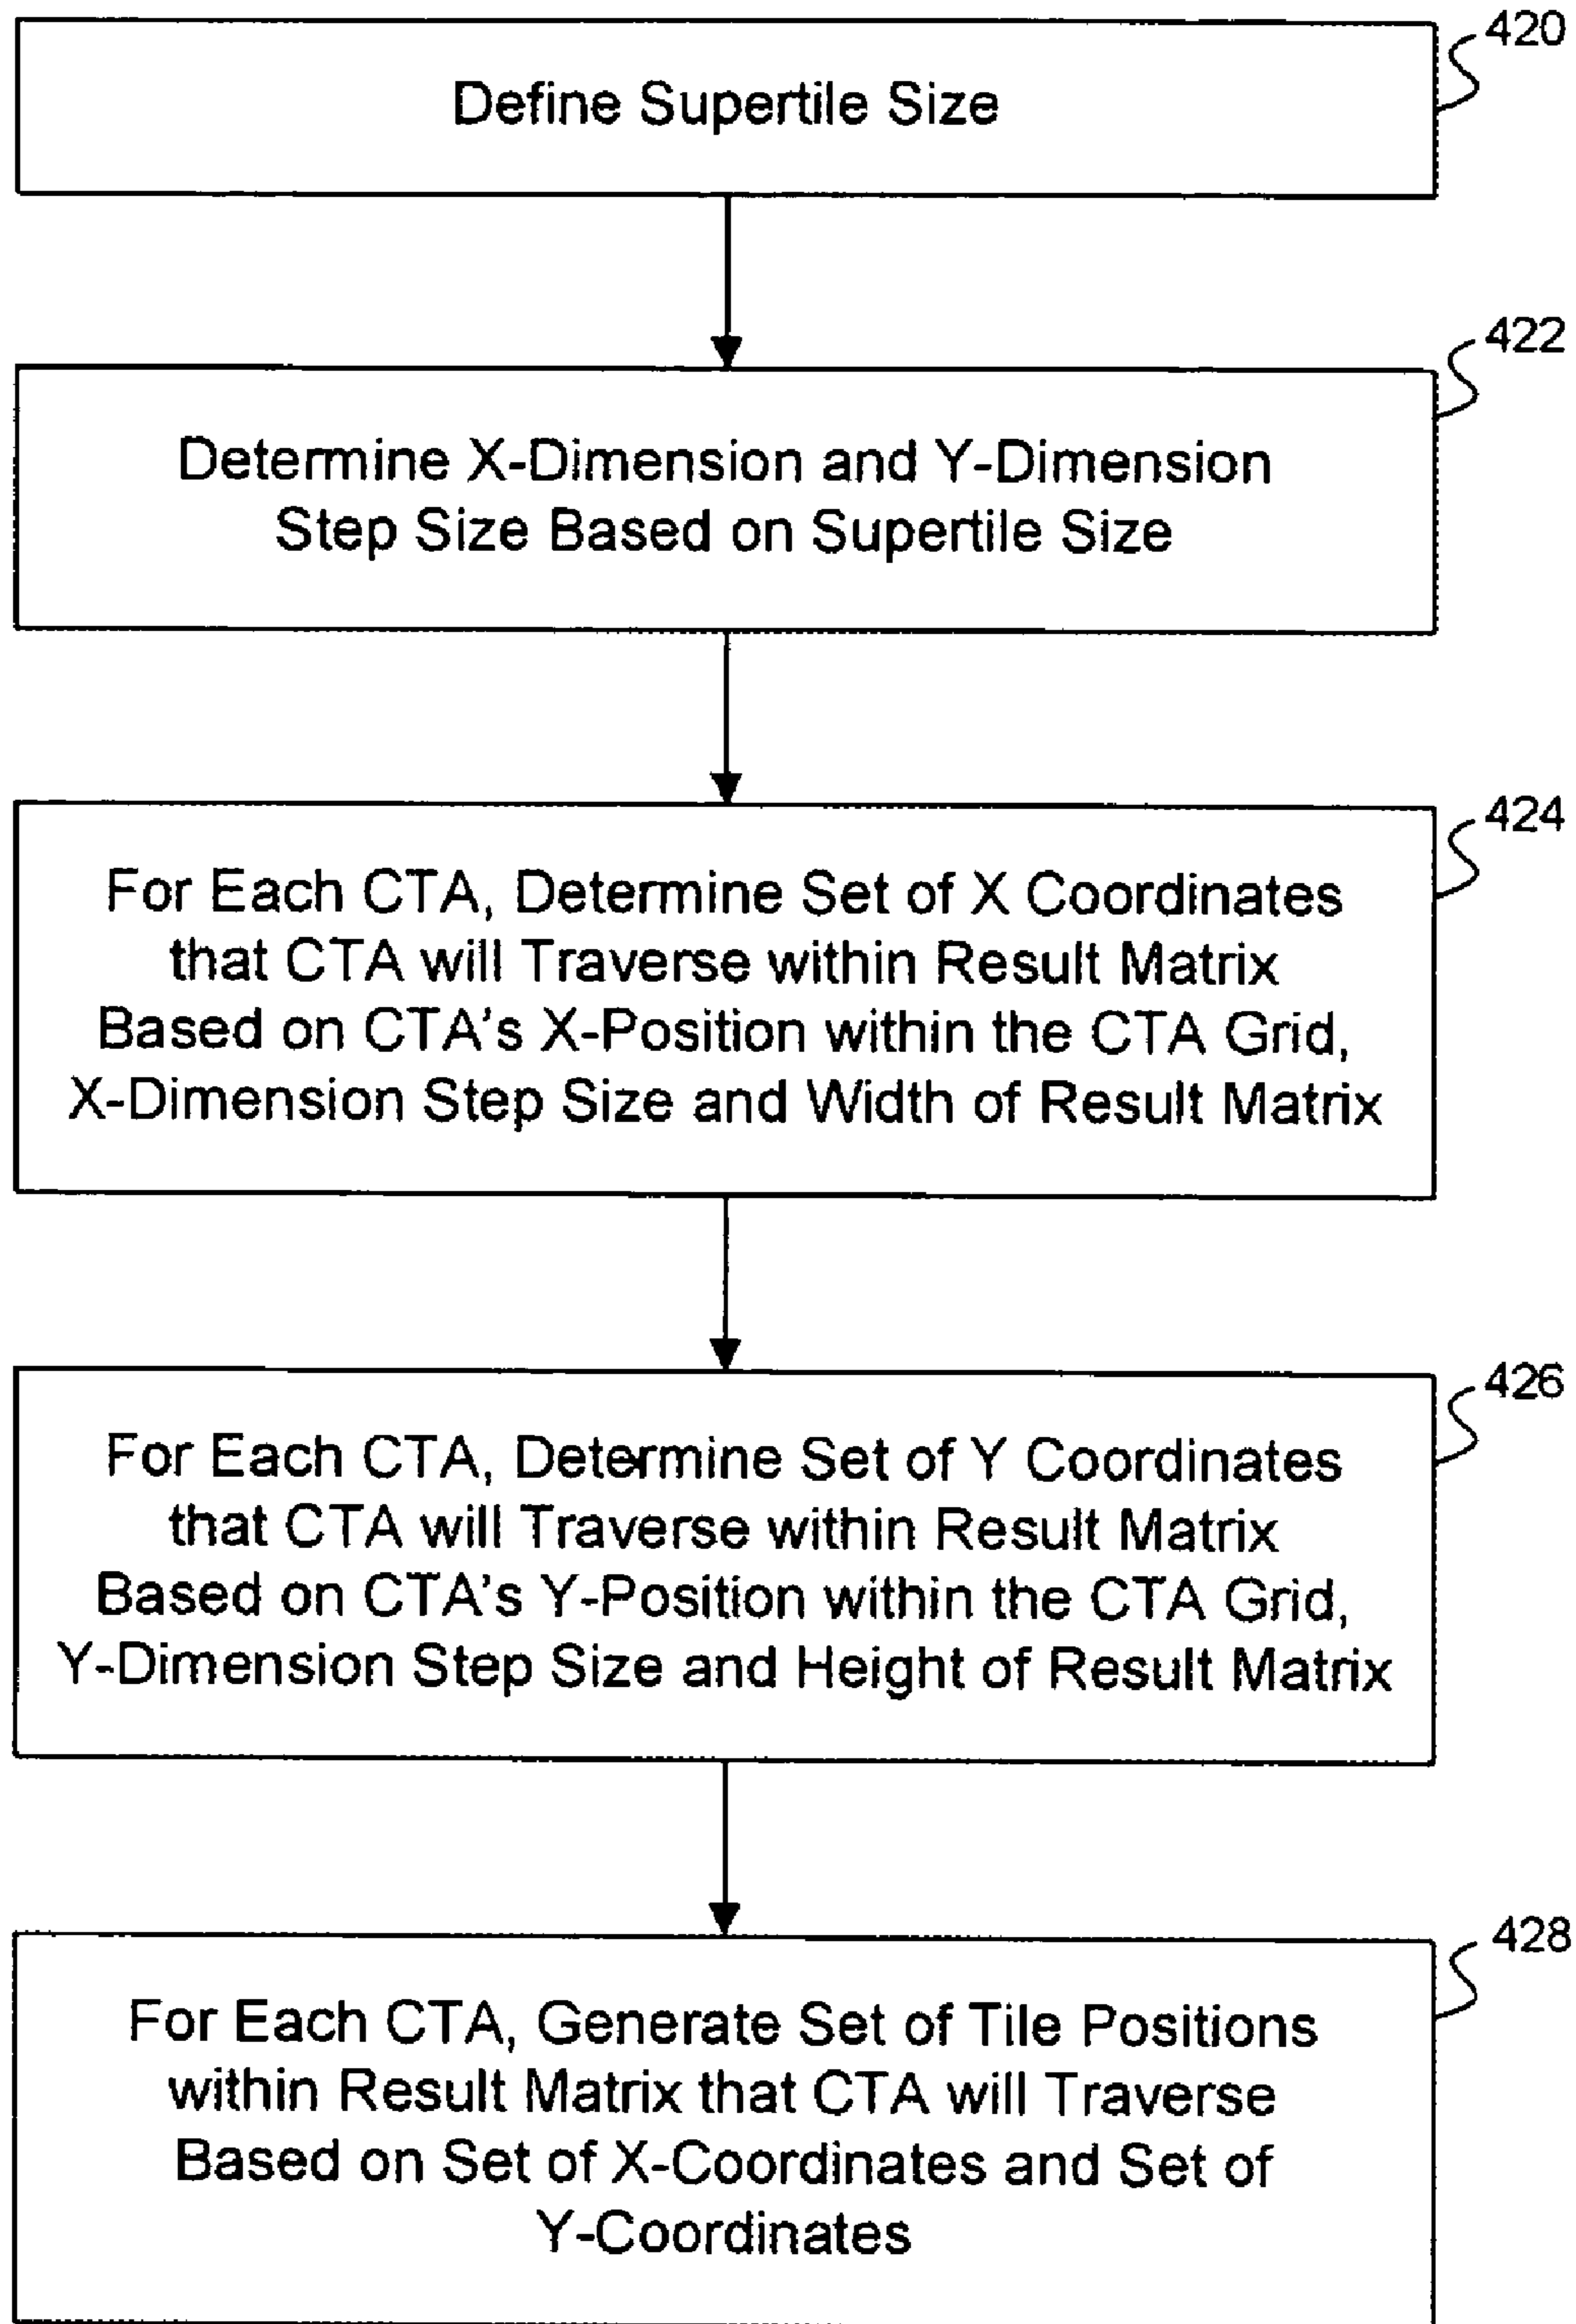 420
Define Supertile Size
422
Determine X-Dimension and Y-Dimension
Step Size Based on Supertile Size
424
For Each CTA, Determine Set of X Coordinates
that CTA will Traverse within Result Matrix
Based on CTA's X-Position within the CTA Grid,
X-Dimension Step Size and Width of Result Matrix
426
For Each CTA, Determine Set of Y Coordinates
that CTA will Traverse within Result Matrix
Based on CTA's Y-Position within the CTA Grid,
Y-Dimension Step Size and Height of Result Matrix
428
For Each CTA, Generate Set of Tile Positions
within Result Matrix that CTA will Traverse
Based on Set of X-Coordinates and Set of
Y-Coordinates